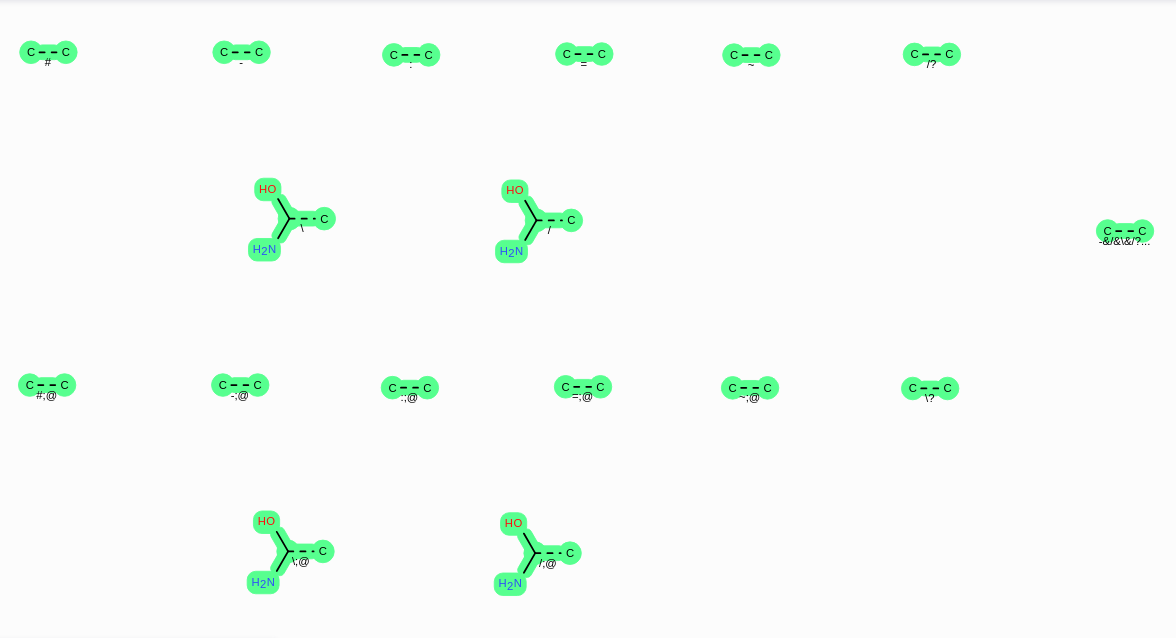 C C C C C C C C C C C C
# - : = ~ /?
HO HO
C C
\ /
H2N H2N
C C
-&/&\&/?...
C C C C C C C C C C C C
#;@ -;@ :;@ =;@ ~;@ \?
HO HO
C C
\;@ /;@
H2N H2N